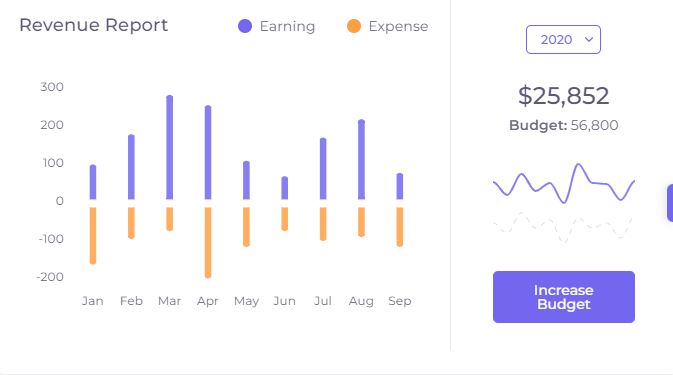 Revenue Report
Earning
Expense
300
200
100
0
-100
-200
Jan Feb Mar Apr May Jun Jul Aug Sep
2020
$25,852
Budget: 56,800
Increase
Budget